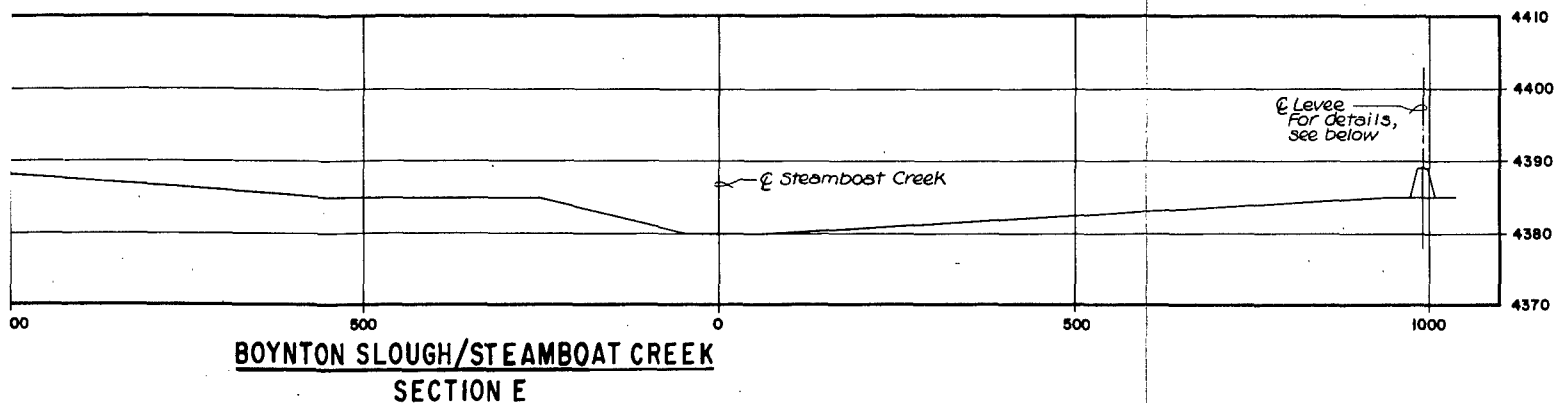 4410
4400
℄ Levee
For details,
see below
4390
℄ Steamboat Creek
4380
4370
00
500
0
500
1000
BOYNTON SLOUGH/STEAMBOAT CREEK
SECTION E